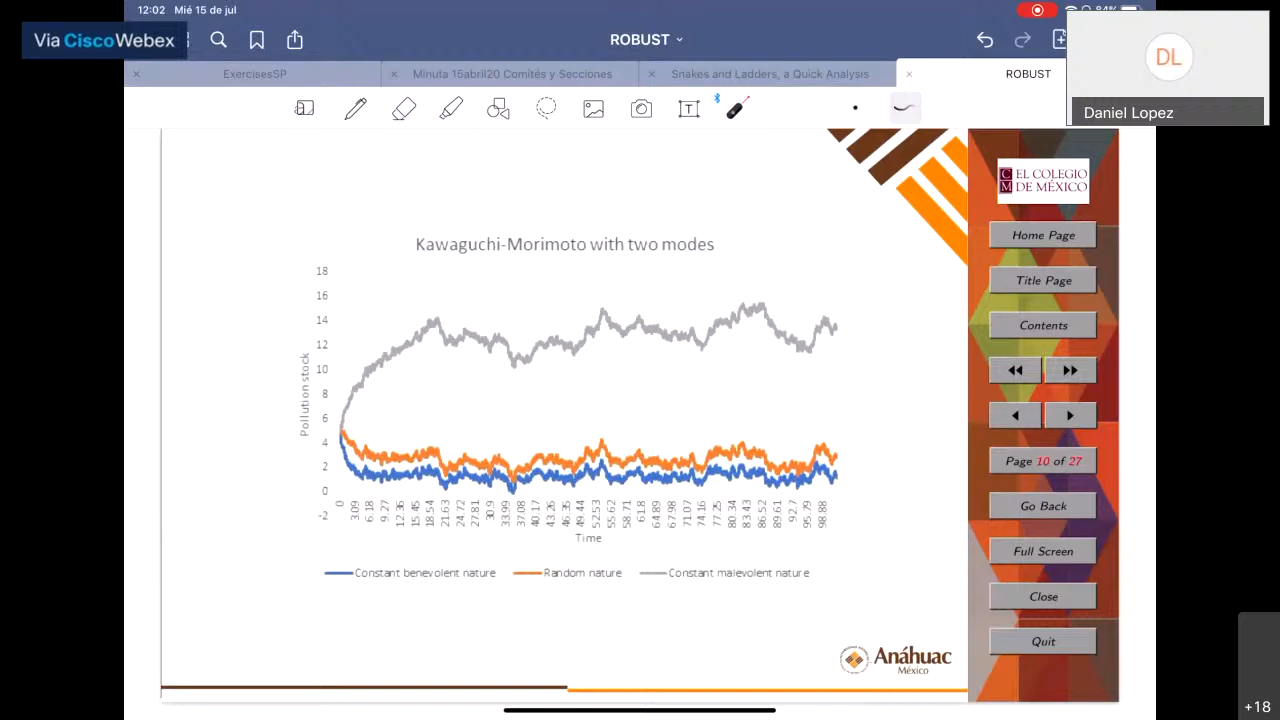 12:02 Mié 15 de jul
84%
Via CiscoWebex
ROBUST
ExercisesSP
Minuta 15abril20 Comités y Secciones
Snakes and Ladders, a Quick Analysis
ROBUST
DL
Daniel Lopez
EL COLEGIO
DE MÉXICO
Home Page
Title Page
Contents
Page 10 of 27
Go Back
Full Screen
Close
Quit
Kawaguchi-Morimoto with two modes
Pollution stock
18
16
14
12
10
8
6
4
2
0
-2
0 3.09 6.18 9.27 12.36 15.45 18.54 21.63 24.72 27.81 30.9 33.99 37.08 40.17 43.26 46.35 49.44 52.53 55.62 58.71 61.8 64.89 67.98 71.07 74.16 77.25 80.34 83.43 86.52 89.61 92.7 95.79 98.88
Time
Constant benevolent nature Random nature Constant malevolent nature
Anáhuac
México
+18